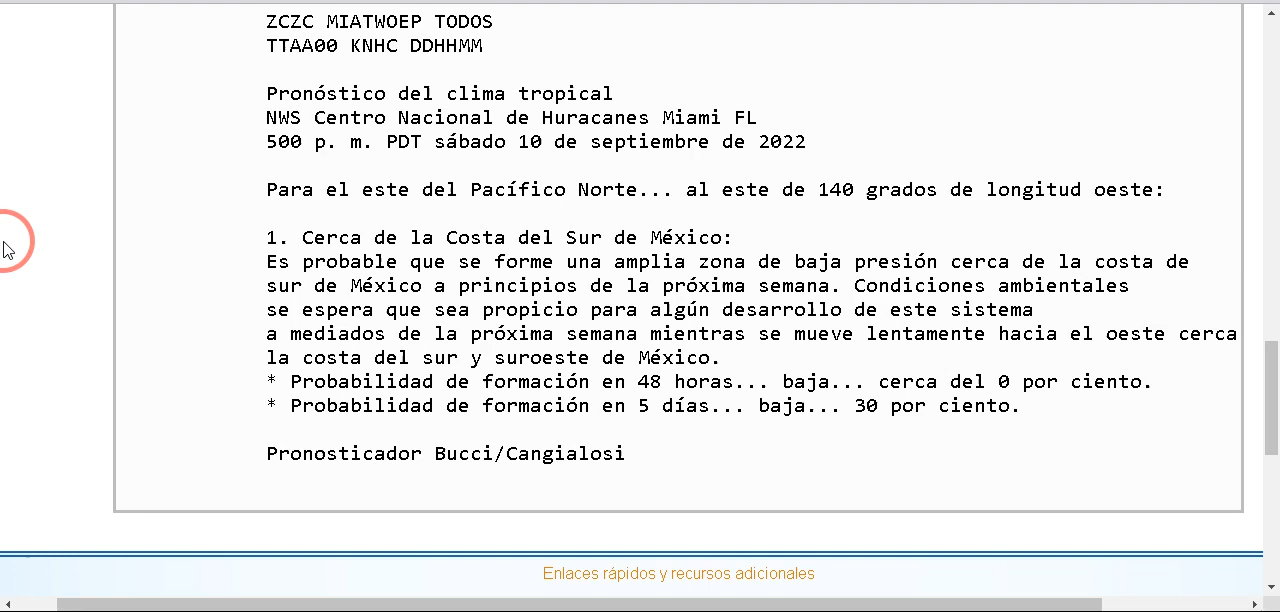 ZCZC MIATWOEP TODOS
TTAA00 KNHC DDHHMM
Pronóstico del clima tropical
NWS Centro Nacional de Huracanes Miami FL
500 p. m. PDT sábado 10 de septiembre de 2022
Para el este del Pacífico Norte... al este de 140 grados de longitud oeste:
1. Cerca de la Costa del Sur de México:
Es probable que se forme una amplia zona de baja presión cerca de la costa de
sur de México a principios de la próxima semana. Condiciones ambientales
se espera que sea propicio para algún desarrollo de este sistema
a mediados de la próxima semana mientras se mueve lentamente hacia el oeste cerca
la costa del sur y suroeste de México.
* Probabilidad de formación en 48 horas... baja... cerca del 0 por ciento.
* Probabilidad de formación en 5 días... baja... 30 por ciento.
Pronosticador Bucci/Cangialosi
Enlaces rápidos y recursos adicionales